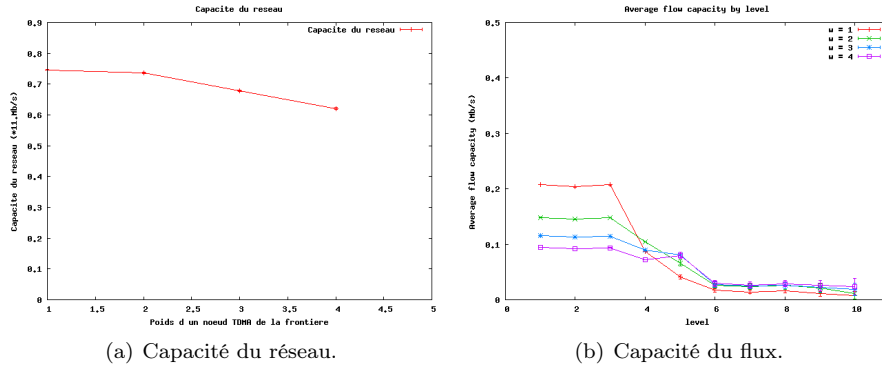 Capacite du reseau
Capacite du reseau
0.9
0.8
0.7
0.6
0.5
0.4
0.3
0.2
0.1
0
Capacite du reseau (*11.Mb/s)
1 1.5 2 2.5 3 3.5 4 4.5 5
Poids d un noeud TDMA de la frontiere
(a) Capacité du réseau.
Average flow capacity by level
w = 1
w = 2
w = 3
w = 4
0.5
0.4
0.3
0.2
0.1
0
Average flow capacity (Mb/s)
0 2 4 6 8 10
level
(b) Capacité du flux.